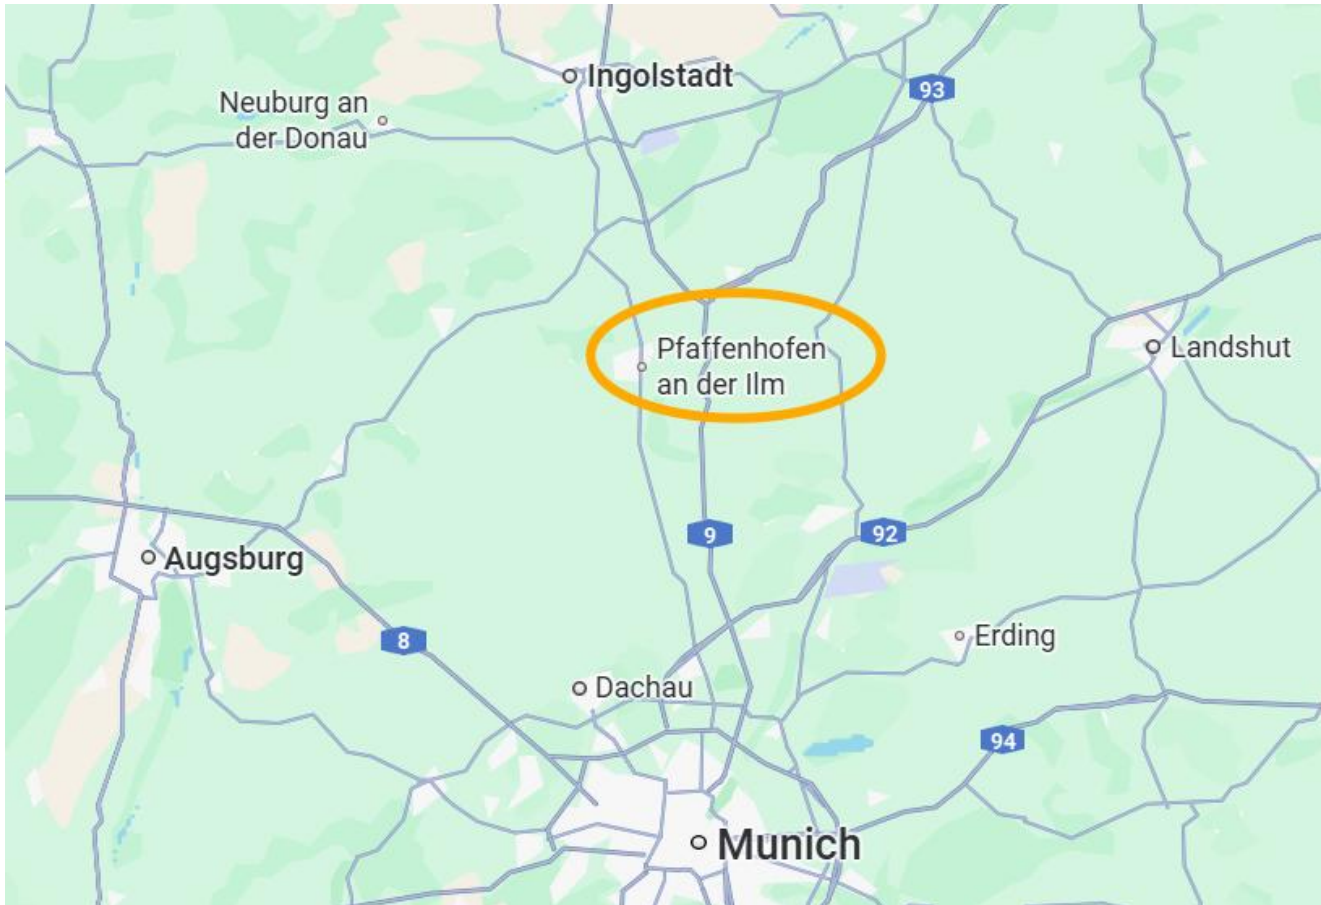 Ingolstadt
93
Neuburg an
der Donau
Pfaffenhofen
an der Ilm
Landshut
9
92
Augsburg
8
Erding
Dachau
94
Munich